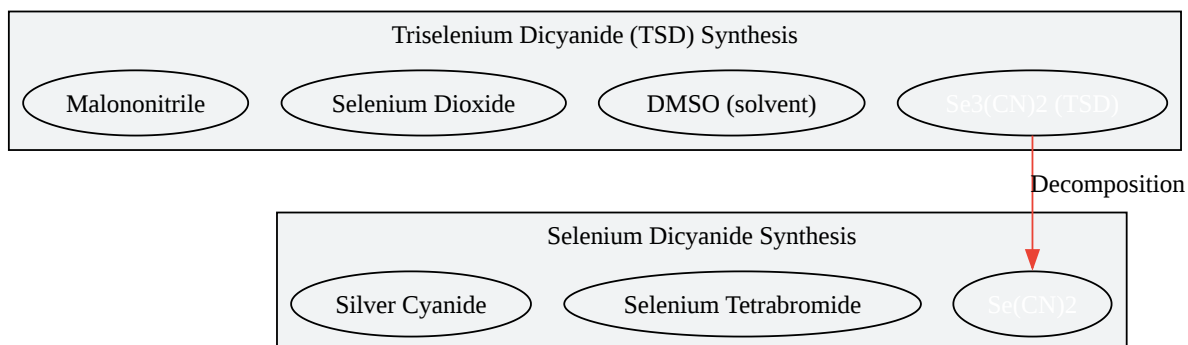 Triselenium Dicyanide (TSD) Synthesis
Malononitrile
Selenium Dioxide
DMSO (solvent)
Se3(CN)2 (TSD)
Decomposition
Selenium Dicyanide Synthesis
Silver Cyanide
Selenium Tetrabromide
Se(CN)2